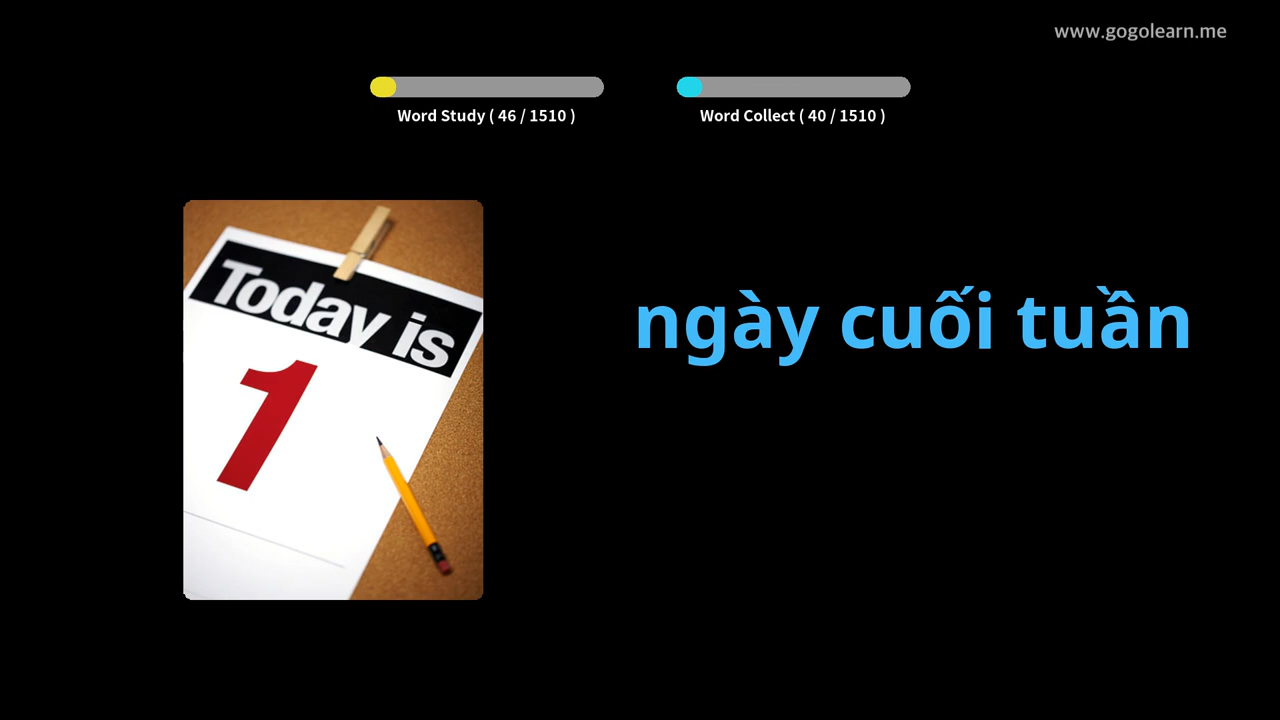 www.gogolearn.me
Word Study ( 46 / 1510 )
Word Collect ( 40 / 1510 )
Today is
1
ngày cuối tuần